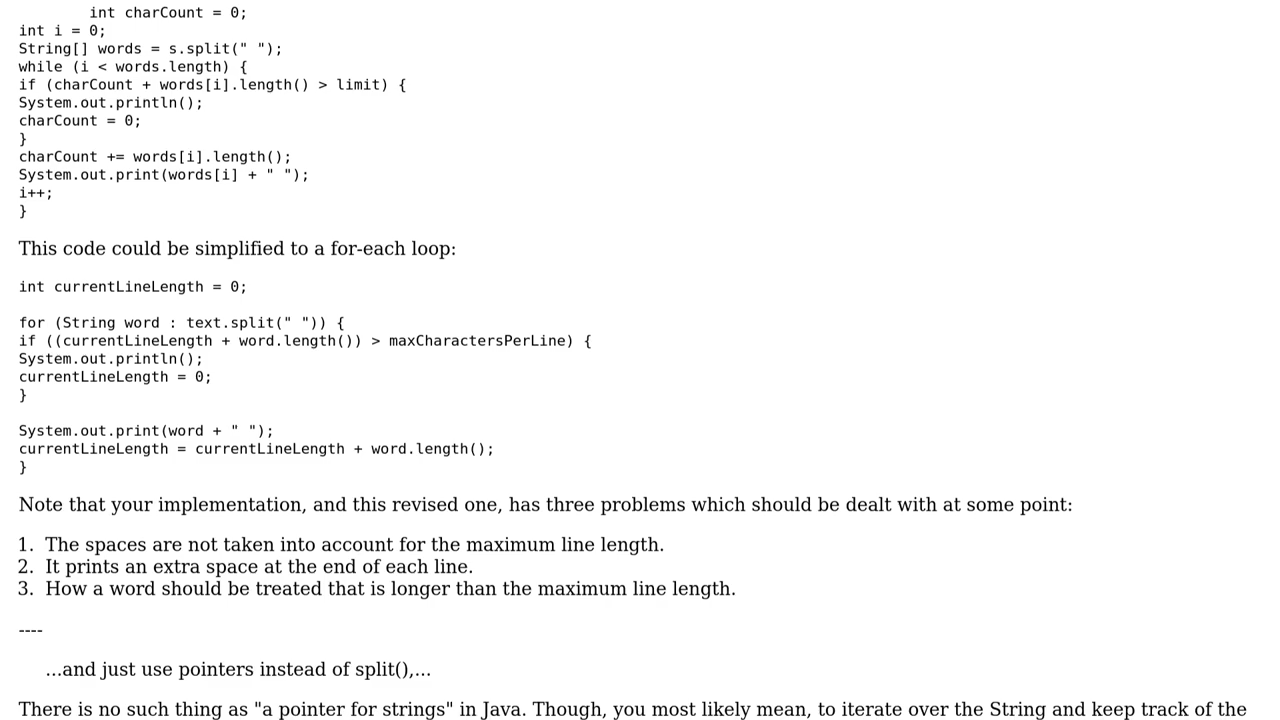 int charCount = 0;
int i = 0;
String[] words = s.split(" ");
while (i < words.length) {
if (charCount + words[i].length() > limit) {
System.out.println();
charCount = 0;
}
charCount += words[i].length();
System.out.print(words[i] + " ");
i++;
}
This code could be simplified to a for-each loop:
int currentLineLength = 0;
for (String word : text.split(" ")) {
if ((currentLineLength + word.length()) > maxCharactersPerLine) {
System.out.println();
currentLineLength = 0;
}
System.out.print(word + " ");
currentLineLength = currentLineLength + word.length();
}
Note that your implementation, and this revised one, has three problems which should be dealt with at some point:
1. The spaces are not taken into account for the maximum line length.
2. It prints an extra space at the end of each line.
3. How a word should be treated that is longer than the maximum line length.
----
...and just use pointers instead of split(),...
There is no such thing as "a pointer for strings" in Java. Though, you most likely mean, to iterate over the String and keep track of the